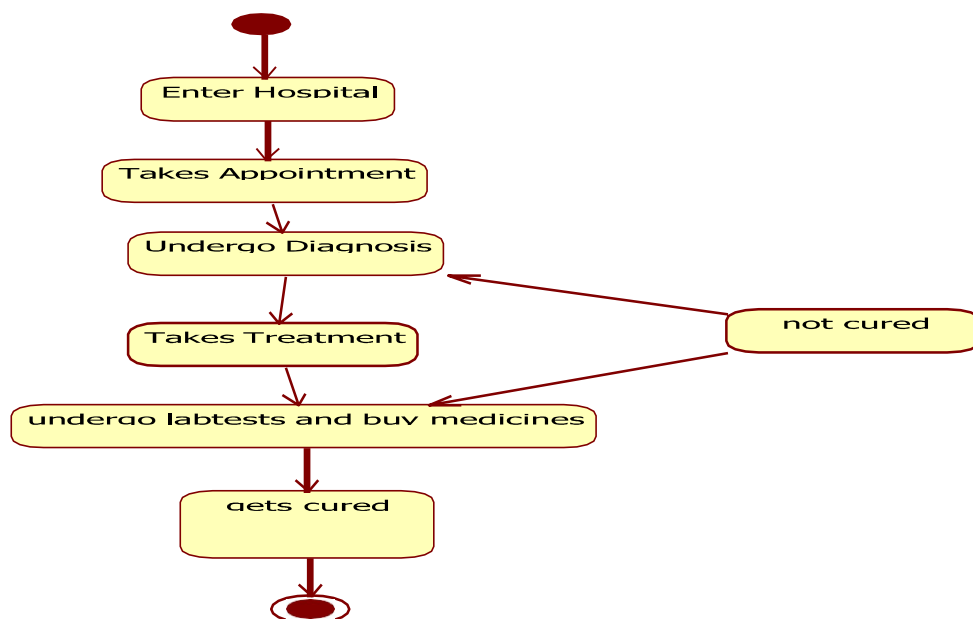 Enter Hospital
Takes Appointment
Undergo Diagnosis
Takes Treatment
not cured
undergo labtests and buy medicines
gets cured